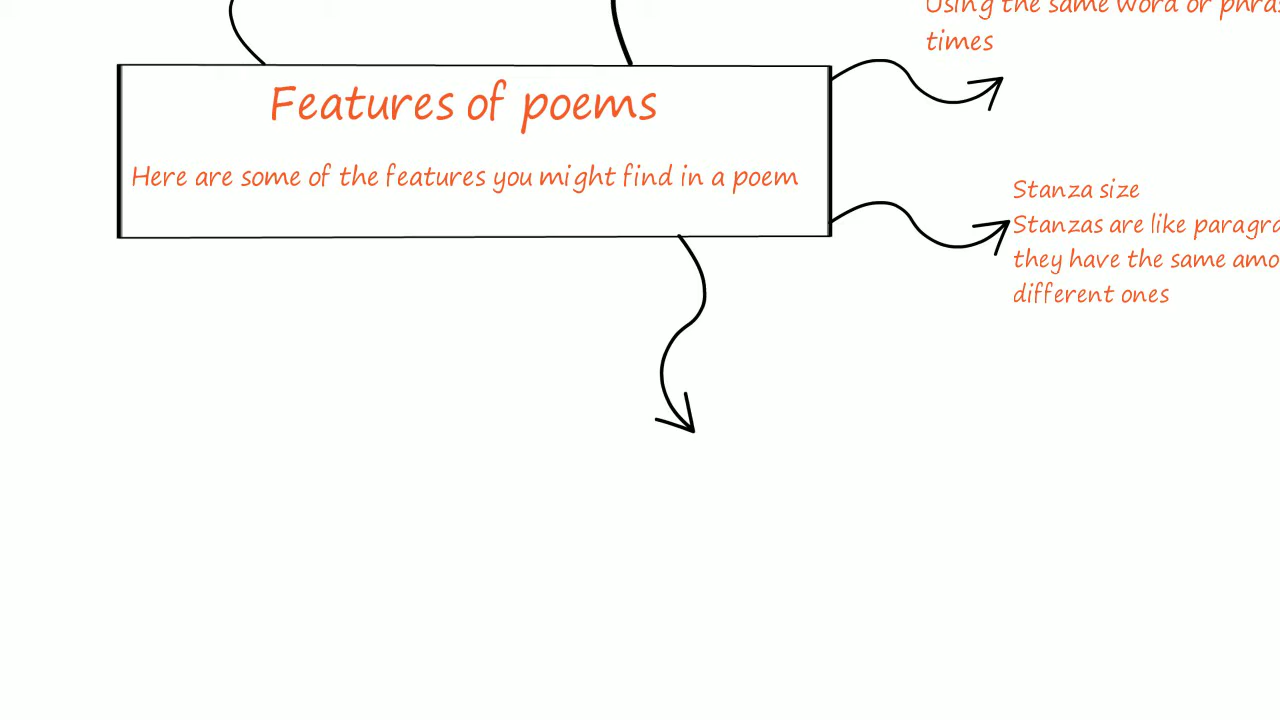 Using the same word or
times
Features of poems
Here are some of the features you might find in a poem
Stanza size
Stanzas are like
they have the same
different ones